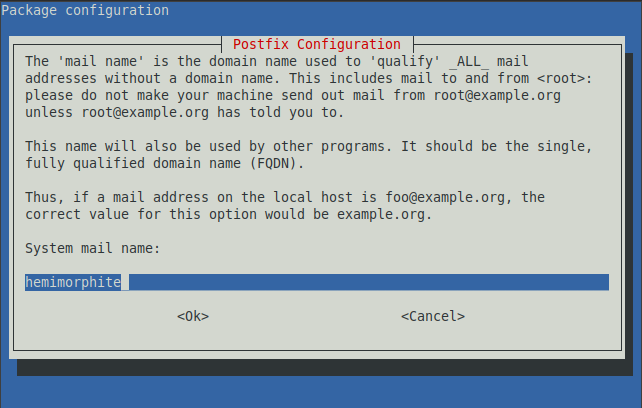 Package configuration
Postfix Configuration
The 'mail name' is the domain name used to 'qualify' _ALL_ mail
addresses without a domain name. This includes mail to and from <root>:
please do not make your machine send out mail from root@example.org
unless root@example.org has told you to.
This name will also be used by other programs. It should be the single,
fully qualified domain name (FQDN).
Thus, if a mail address on the local host is foo@example.org, the
correct value for this option would be example.org.
System mail name:
hemimorphite
<Ok> <Cancel>